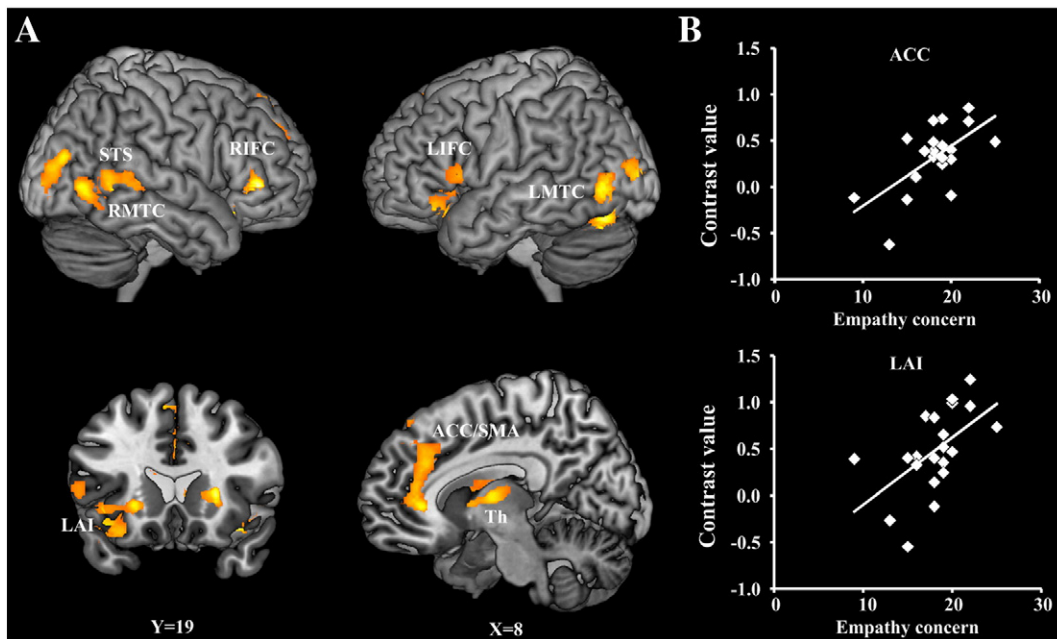 A
STS
RIFC
RMTC
LIFC
LMTC
LAI
Y=19
ACC/SMA
Th
X=8
B
ACC
Contrast value
1.5
1.0
0.5
0.0
-0.5
-1.0
0 10 20 30
Empathy concern
LAI
Contrast value
1.5
1.0
0.5
0.0
-0.5
-1.0
0 10 20 30
Empathy concern